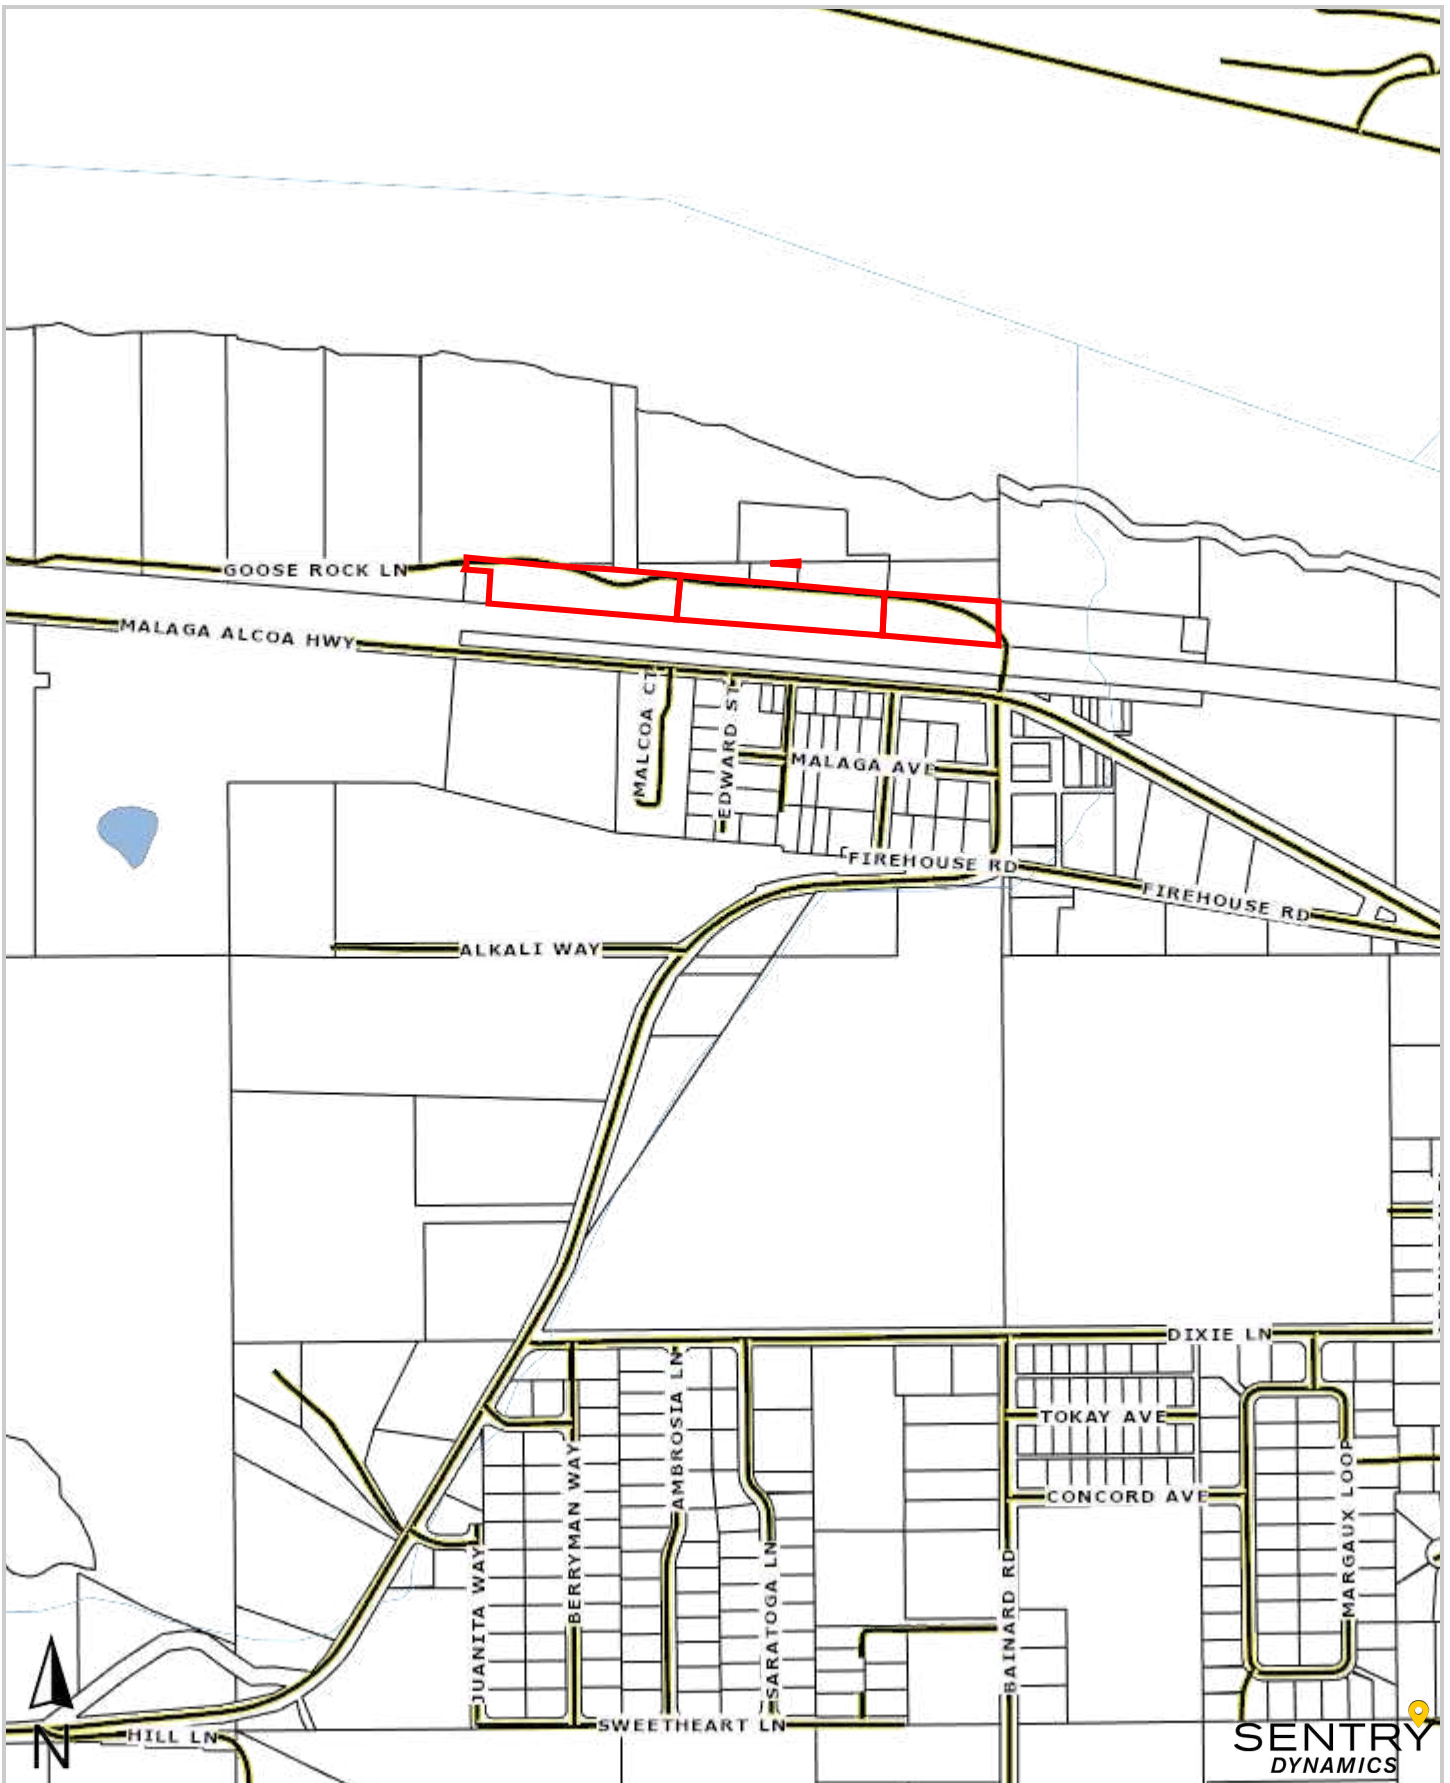 GOOSE ROCK LN
MALAGA ALCOA HWY
MALCOA CT
EDWARD ST
MALAGA AVE
FIREHOUSE RD
FIREHOUSE RD
ALKALI WAY
DIXIE LN
AMBROSIA LN
TOKAY AVE
BERRYMAN WAY
MARGAUX LOOP
CONCORD AVE
JUANITA WAY
SARATOGA LN
BAINARD RD
SWEETHEART LN
HILL LN
N
SENTRY
DYNAMICS